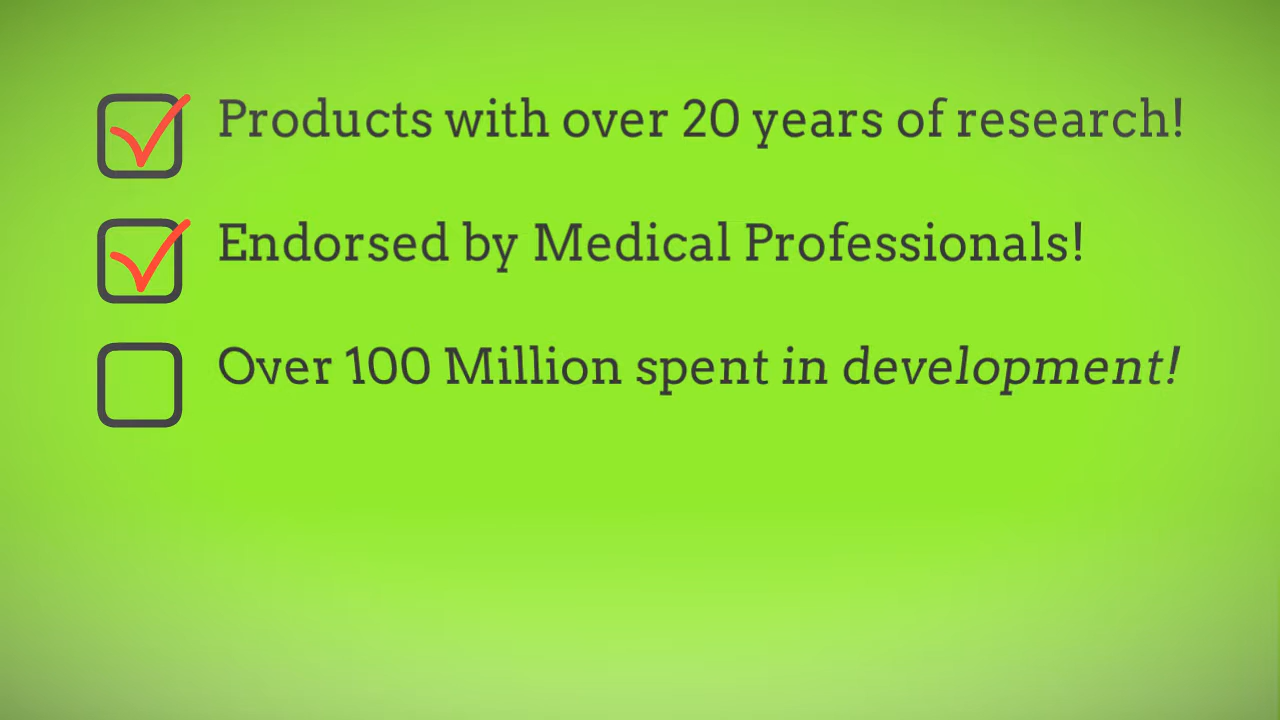 Products with over 20 years of research!
Endorsed by Medical Professionals!
Over 100 Million spent in development!